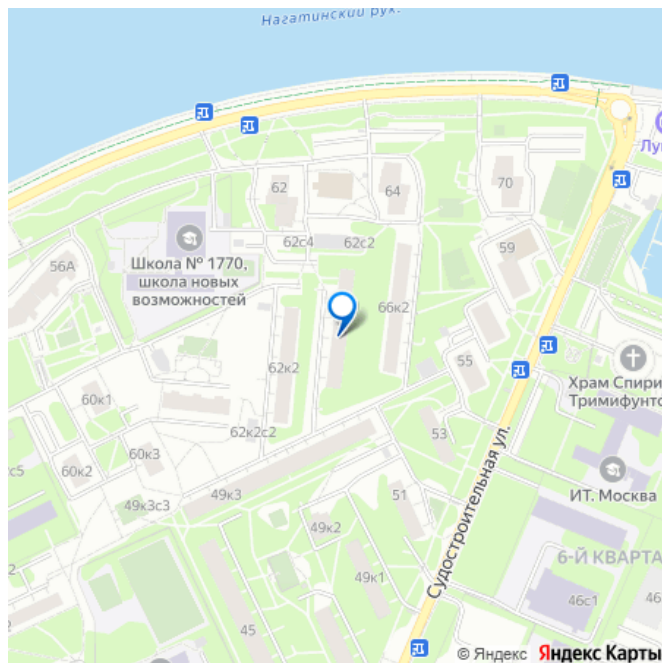 Нагатинский рук.
62
64
70
62с4
62с2
59
Школа № 1770,
школа новых
возможностей
56А
66к2
62к2
55
Храм Спири
Тримифунто
60к1
62к2с2
53
60к3
60к2
49к3
49к3с3
51
49к2
49к1
45
Судостроительная ул.
ИТ. Москва
6-Й КВАРТА
46с1
© Яндекс Яндекс Карты